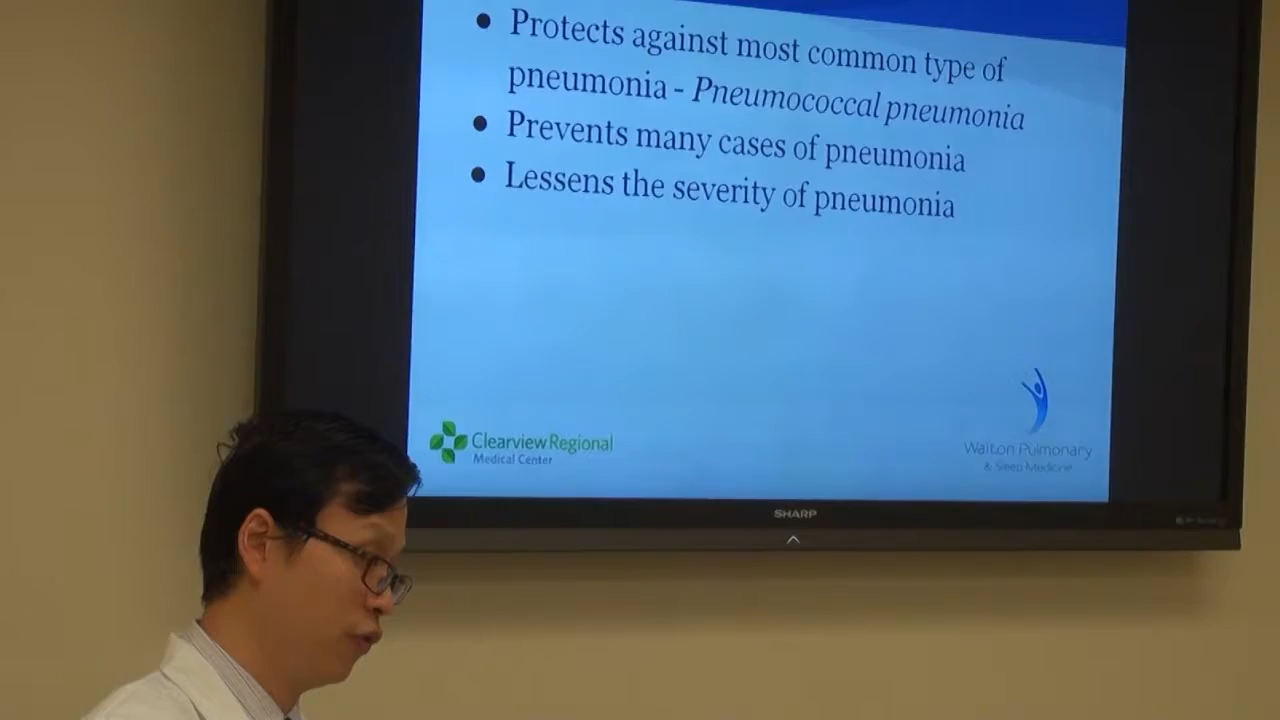 ● Protects against most common type of
pneumonia - Pneumococcal pneumonia
● Prevents many cases of pneumonia
● Lessens the severity of pneumonia
Clearview Regional
Medical Center
Walton Pulmonary
& Sleep Medicine
SHARP